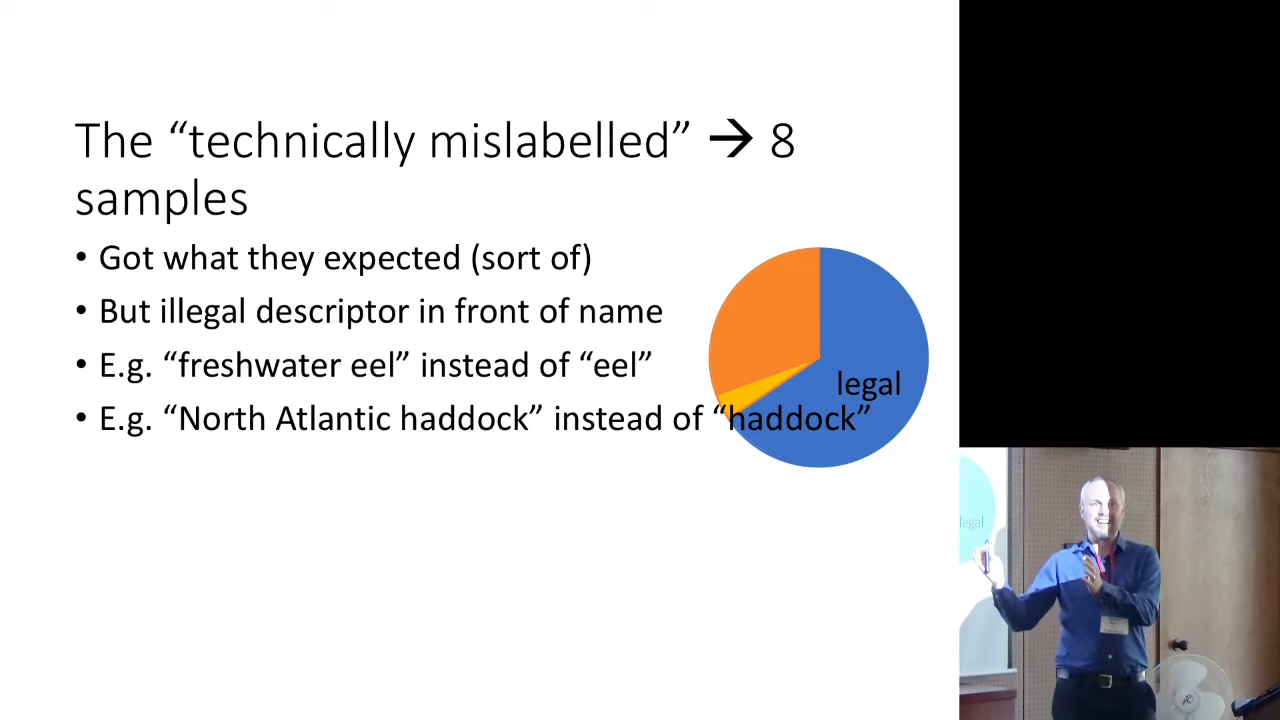 The “technically mislabelled” → 8
samples
• Got what they expected (sort of)
• But illegal descriptor in front of name
• E.g. “freshwater eel” instead of “eel”
• E.g. “North Atlantic haddock” instead of “haddock”
legal
legal